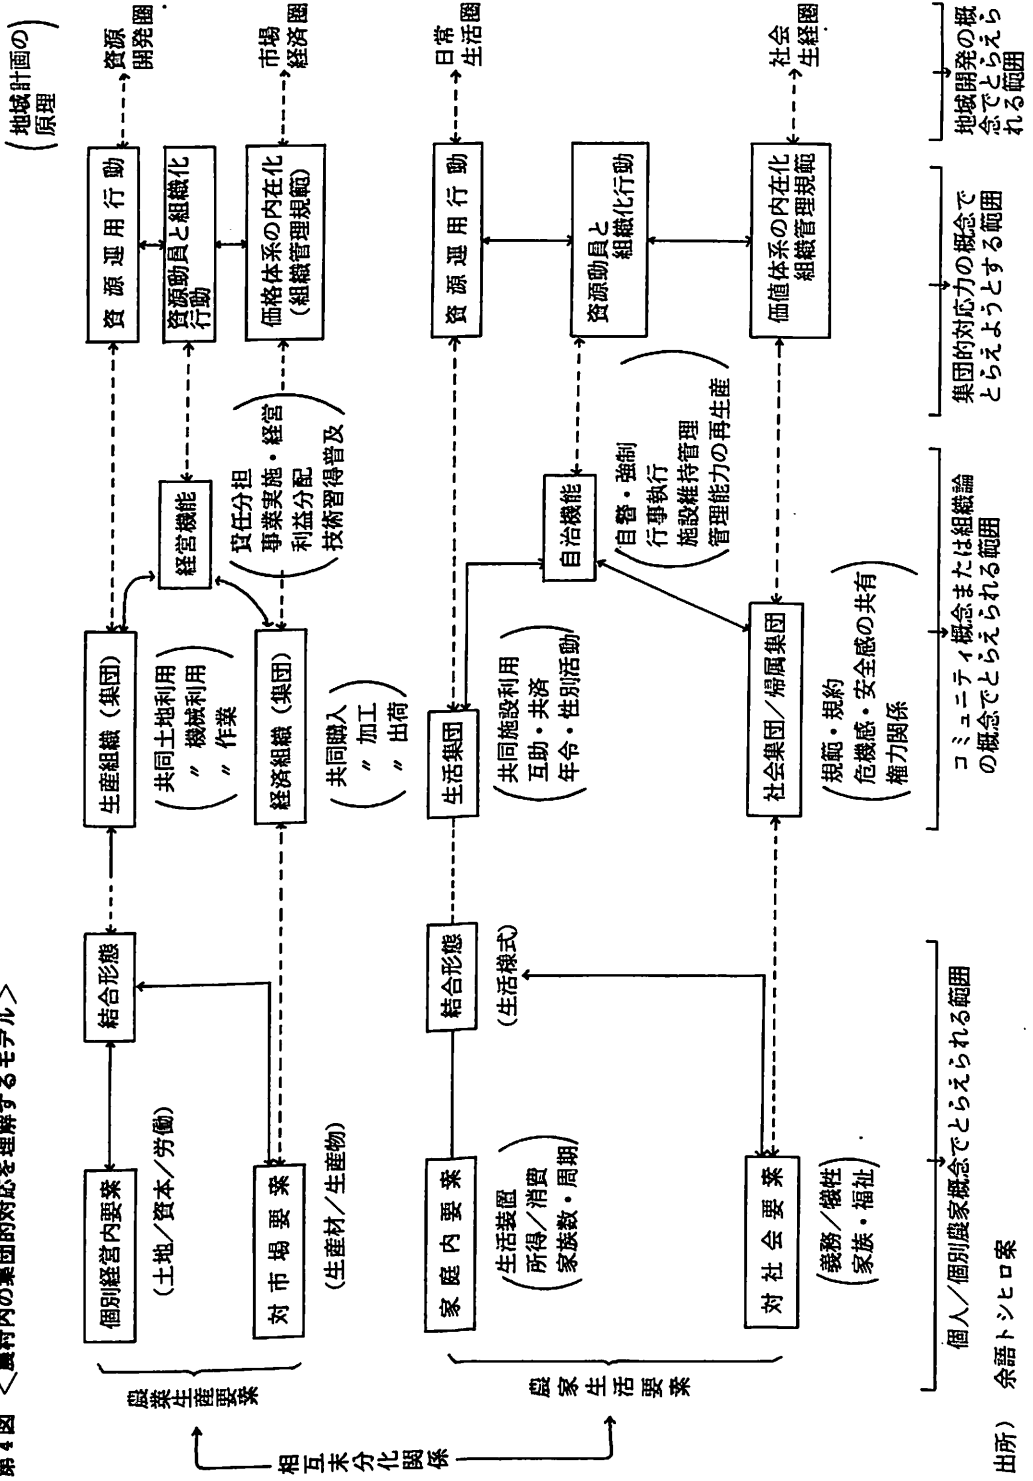 第4図 <農村内の集団的対応を理解するモデル>
(地域計画の
原理)
相互未分化関係
農業生産要素
個別経営内要素
(土地/資本/労働)
結合形態
生産組織(集団)
共同土地利用
〃 機械利用
〃 作業
経営機能
資源運用行動
資源
開発圏
資源動員と組織化
行動
対市場要素
(生産材/生産物)
経済組織(集団)
共同購入
〃 加工
〃 出荷
責任分担
事業実施・経営
利益分配
技術習得普及
価格体系の内在化
(組織管理規範)
市場
経済圏
農家生活要素
家庭内要素
生活装置
所得/消費
家族数・周期
結合形態
(生活様式)
生活集団
共同施設利用
互助・共済
年令・性別活動
自治機能
自督・強制
行事執行
施設維持管理
管理能力の再生産
資源運用行動
日常
生活圏
資源動員と
組織化行動
対社会要素
義務/犠牲
家族・福祉
社会集団/帰属集団
規範・規約
危機感・安全感の共有
権力関係
価値体系の内在化
組織管理規範
社会
生経圏
個人/個別農家概念でとらえられる範囲
コミュニティ概念または組織論
の概念でとらえられる範囲
集団的対応力の概念で
とらえようとする範囲
地域開発の概
念でとらえら
れる範囲
出所) 余語トシヒロ案